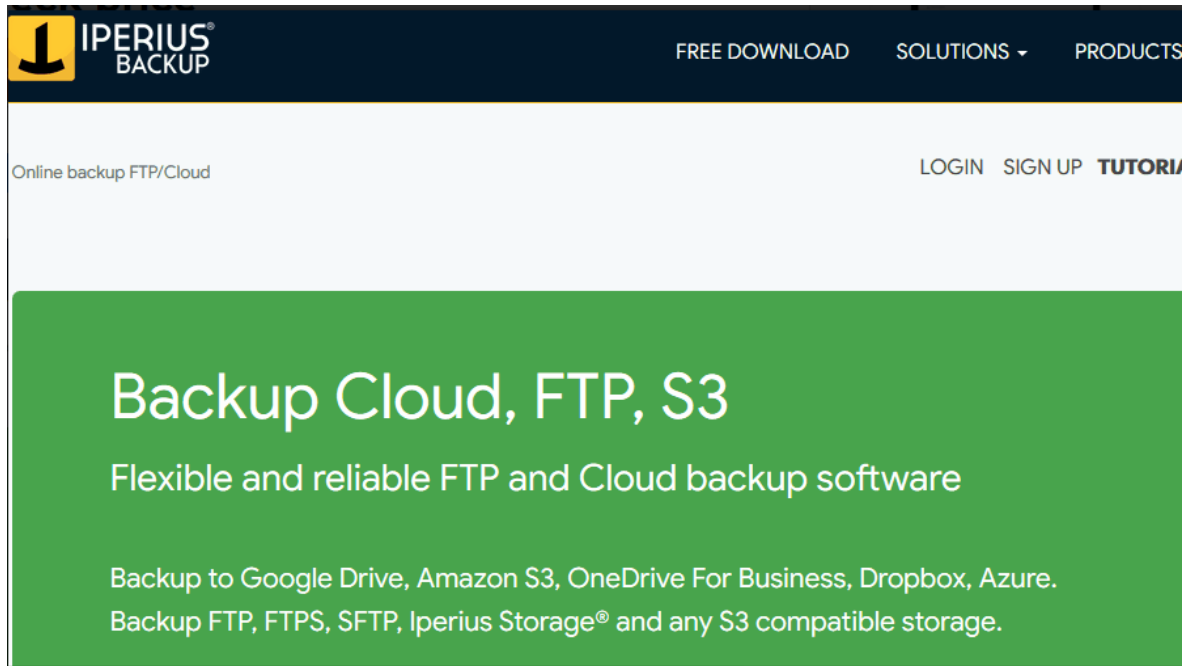 IPERIUS®
BACKUP
FREE DOWNLOAD SOLUTIONS PRODUCTS
Online backup FTP/Cloud
LOGIN SIGN UP TUTORIA
Backup Cloud, FTP, S3
Flexible and reliable FTP and Cloud backup software
Backup to Google Drive, Amazon S3, OneDrive For Business, Dropbox, Azure.
Backup FTP, FTPS, SFTP, Iperius Storage® and any S3 compatible storage.